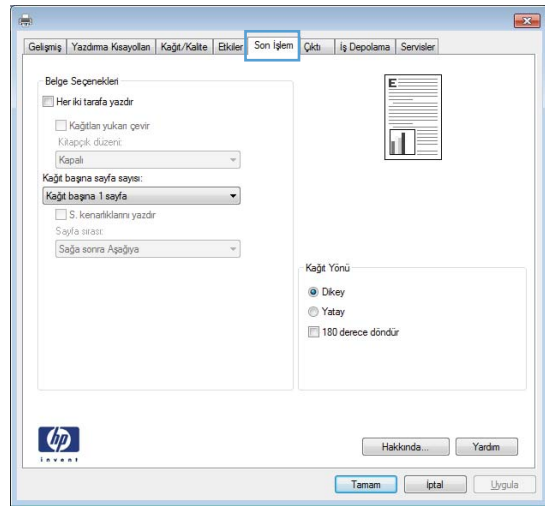 Gelişmiş Yazdırma Kısayolları Kağıt/Kalite Etkiler Son İşlem Çıktı İş Depolama Servisler
Belge Seçenekleri
Her iki tarafa yazdır
Kağıtları yukarı çevir
Kitapçık düzeni:
Kapalı
Kağıt başına sayfa sayısı:
Kağıt başına 1 sayfa
S. kenarlıklarını yazdır
Sayfa sırası:
Sağa sonra Aşağıya
E
Kağıt Yönü
Dikey
Yatay
180 derece döndür
hp
invent
Hakkında... Yardım
Tamam İptal Uygula